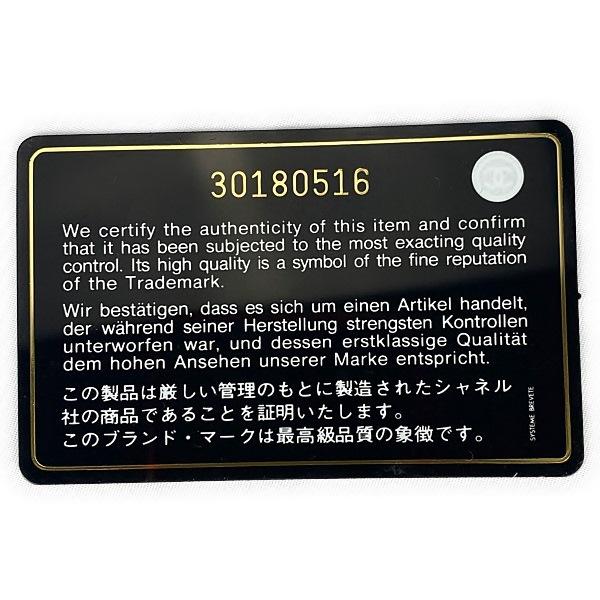 30180516
We certify the authenticity of this item and confirm
that it has been subjected to the most exacting quality
control. Its high quality is a symbol of the fine reputation
of the Trademark.
Wir bestätigen, dass es sich um einen Artikel handelt,
der während seiner Herstellung strengsten Kontrollen
unterworfen war, und dessen erstklassige Qualität
dem hohen Ansehen unserer Marke entspricht.
この製品は厳しい管理のもとに製造されたシャネル
社の商品であることを証明いたします。
このブランド・マークは最高級品質の象徴です。
SYSTEME BREVETE